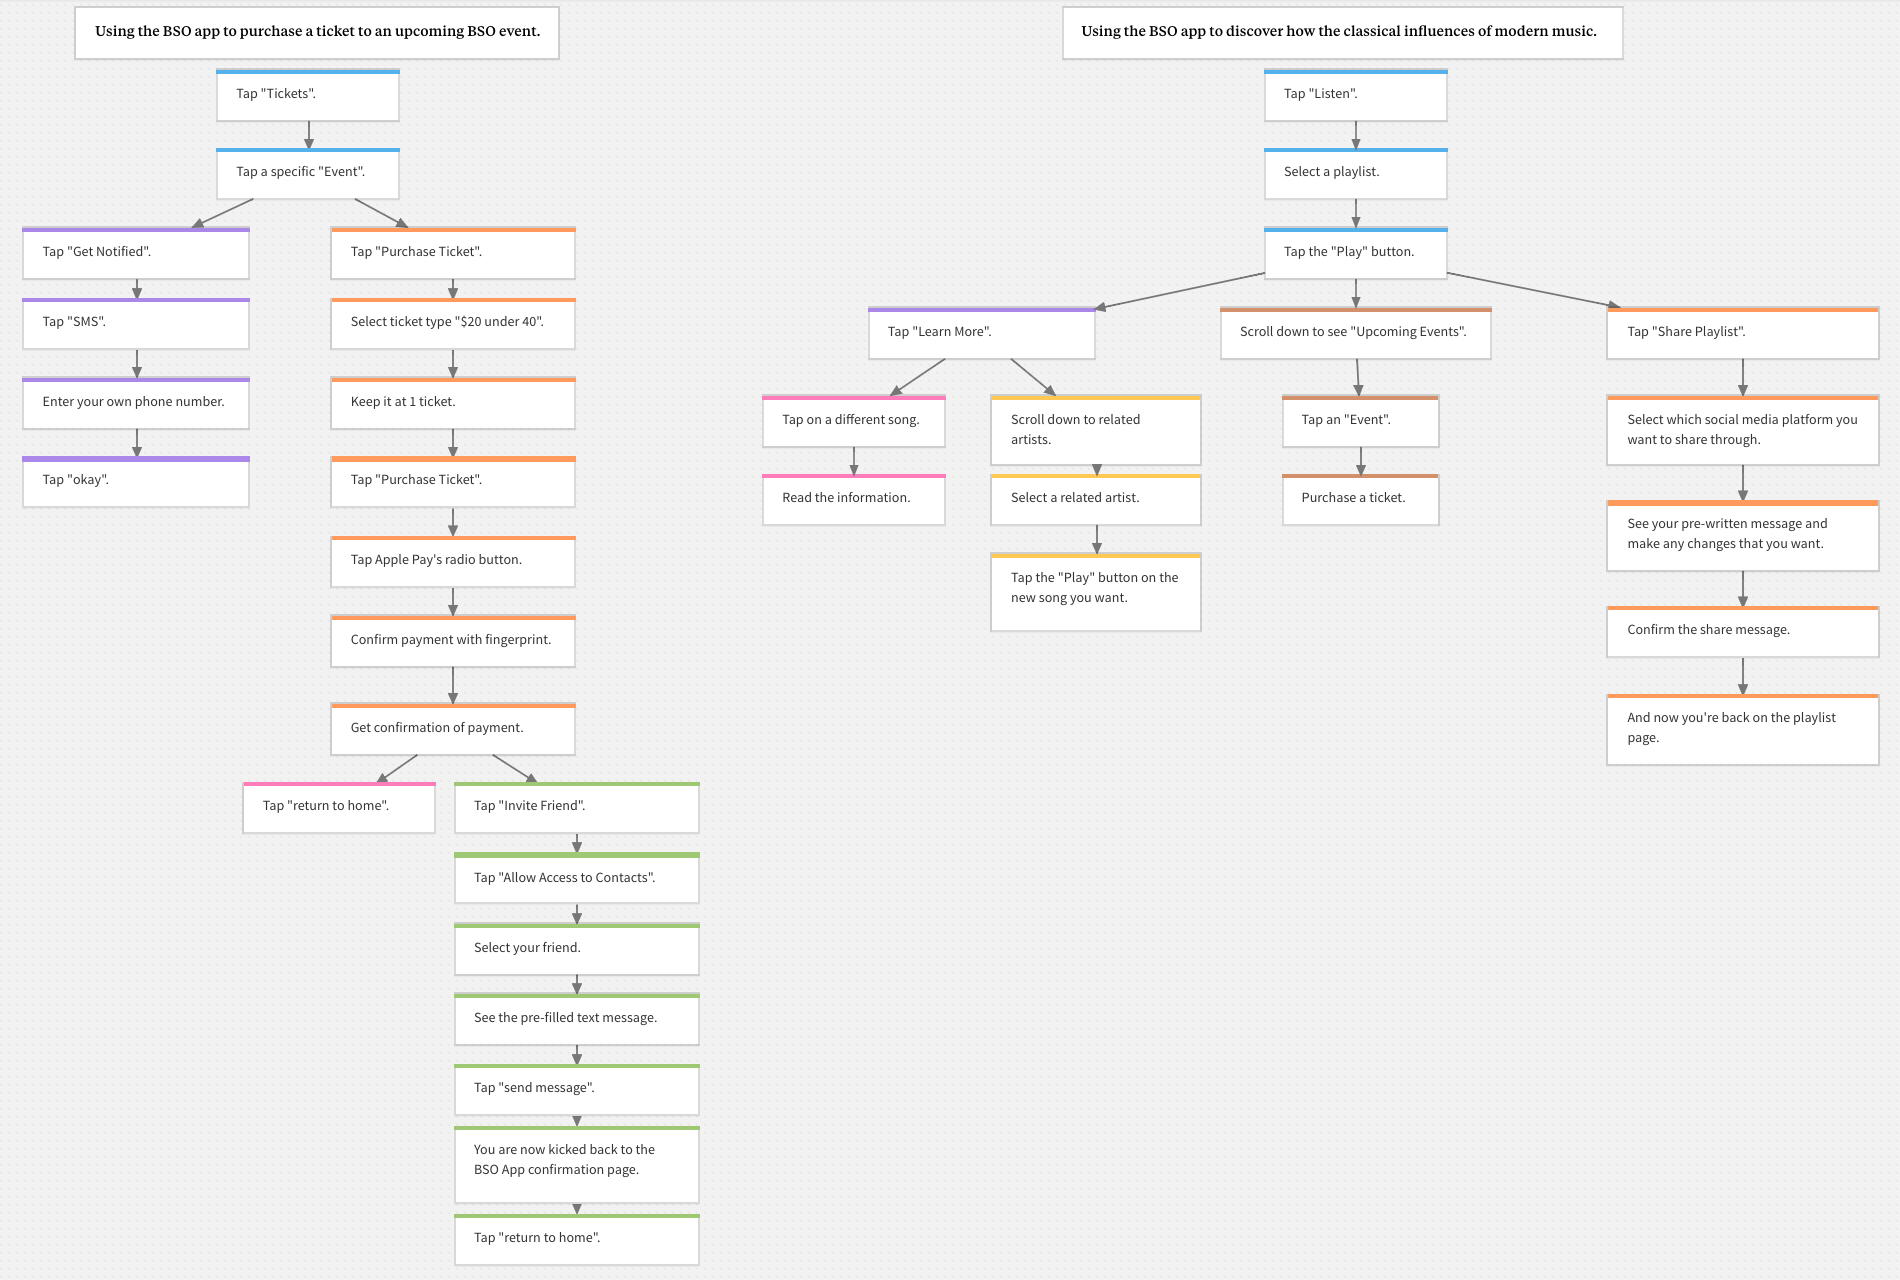 Using the BSO app to purchase a ticket to an upcoming BSO event.
Tap "Tickets".
Tap a specific "Event".
Tap "Get Notified".
Tap "SMS".
Enter your own phone number.
Tap "okay".
Tap "Purchase Ticket".
Select ticket type "$20 under 40".
Keep it at 1 ticket.
Tap "Purchase Ticket".
Tap Apple Pay's radio button.
Confirm payment with fingerprint.
Get confirmation of payment.
Tap "return to home".
Tap "Invite Friend".
Tap "Allow Access to Contacts".
Select your friend.
See the pre-filled text message.
Tap "send message".
You are now kicked back to the
BSO App confirmation page.
Tap "return to home".
Using the BSO app to discover how the classical influences of modern music.
Tap "Listen".
Select a playlist.
Tap the "Play" button.
Tap "Learn More".
Tap on a different song.
Read the information.
Scroll down to related
artists.
Select a related artist.
Tap the "Play" button on the
new song you want.
Scroll down to see "Upcoming Events".
Tap an "Event".
Purchase a ticket.
Tap "Share Playlist".
Select which social media platform you
want to share through.
See your pre-written message and
make any changes that you want.
Confirm the share message.
And now you're back on the playlist
page.